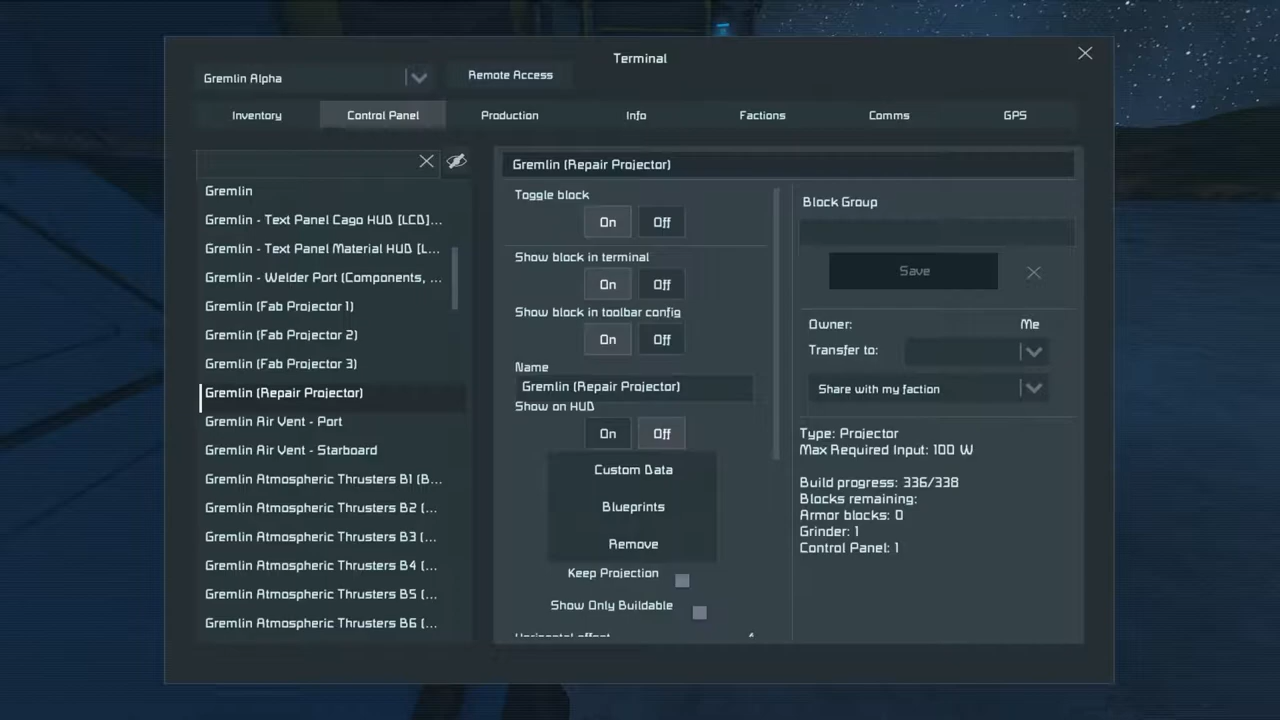 Terminal
Gremlin Alpha
Remote Access
Inventory
Control Panel
Production
Info
Factions
Comms
GPS
Gremlin
Gremlin - Text Panel Cago HUD [LCD]...
Gremlin - Text Panel Material HUD [L...
Gremlin - Welder Port (Components, ...
Gremlin (Fab Projector 1)
Gremlin (Fab Projector 2)
Gremlin (Fab Projector 3)
Gremlin (Repair Projector)
Gremlin Air Vent - Port
Gremlin Air Vent - Starboard
Gremlin Atmospheric Thrusters B1 (B...
Gremlin Atmospheric Thrusters B2 (...
Gremlin Atmospheric Thrusters B3 (...
Gremlin Atmospheric Thrusters B4 (...
Gremlin Atmospheric Thrusters B5 (...
Gremlin Atmospheric Thrusters B6 (...
Gremlin (Repair Projector)
Toggle block
On Off
Show block in terminal
On Off
Show block in toolbar config
On Off
Name
Gremlin (Repair Projector)
Show on HUD
On Off
Custom Data
Blueprints
Remove
Keep Projection
Show Only Buildable
Block Group
Save
Owner: Me
Transfer to:
Share with my faction
Type: Projector
Max Required Input: 100 W
Build progress: 336/338
Blocks remaining:
Armor blocks: 0
Grinder: 1
Control Panel: 1